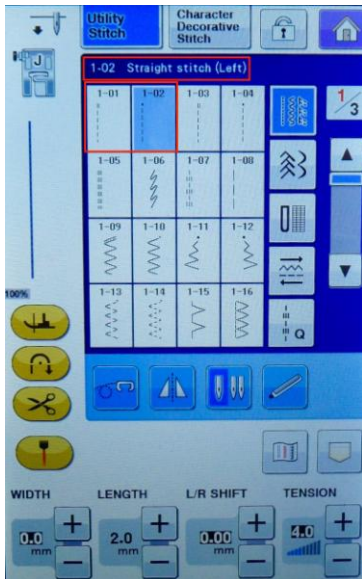 Utility Stitch
Character Decorative Stitch
J
1-02 Straight stitch (Left)
1-01 1-02 1-03 1-04
1/3
1-05 1-06 1-07 1-08
1-09 1-10 1-11 1-12
1-13 1-14 1-15 1-16
100%
Q
WIDTH LENGTH L/R SHIFT TENSION
0.0 mm + −
2.0 mm + −
0.00 mm + −
4.0 + −